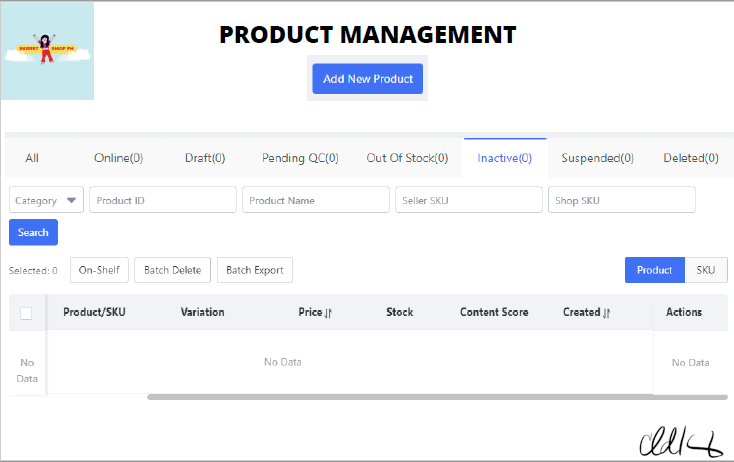 PRODUCT MANAGEMENT
SHOP PH
Add New Product
All Online(0) Draft(0) Pending QC(0) Out Of Stock(0) Inactive(0) Suspended(0) Deleted(0)
Category Product ID Product Name Seller SKU Shop SKU
Search
Selected: 0 On-Shelf Batch Delete Batch Export Product SKU
Product/SKU Variation Price Stock Content Score Created Actions
No Data No Data No Data